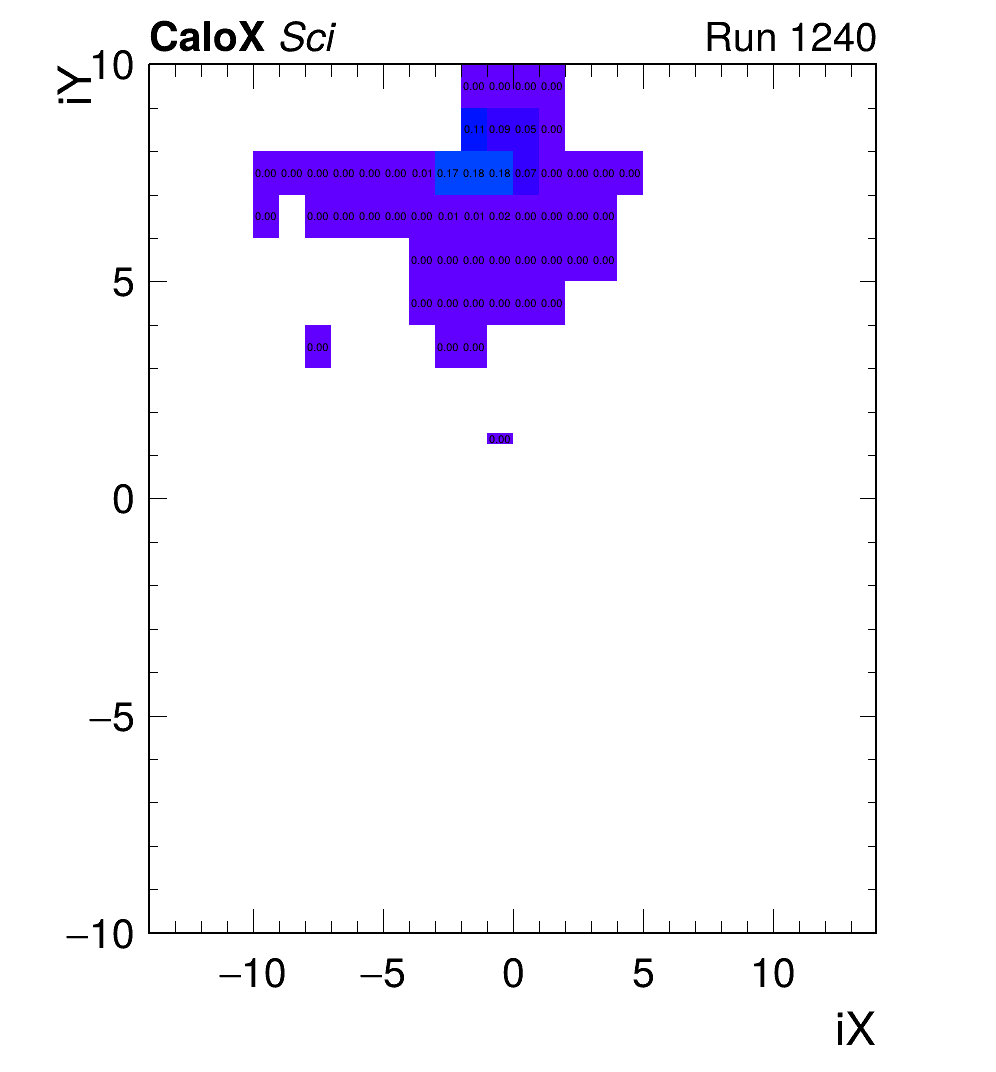 CaloX Sci Run 1240
iY
10
0.00 0.00 0.00 0.00
0.11 0.09 0.05 0.00
0.00 0.00 0.00 0.00 0.00 0.00 0.01 0.17 0.18 0.18 0.07 0.00 0.00 0.00 0.00
0.00 0.00 0.00 0.00 0.00 0.00 0.01 0.01 0.02 0.00 0.00 0.00 0.00
0.00 0.00 0.00 0.00 0.00 0.00 0.00 0.00
5
0.00 0.00 0.00 0.00 0.00 0.00
0.00 0.00 0.00
0.00
0
−5
−10
−10 −5 0 5 10
iX